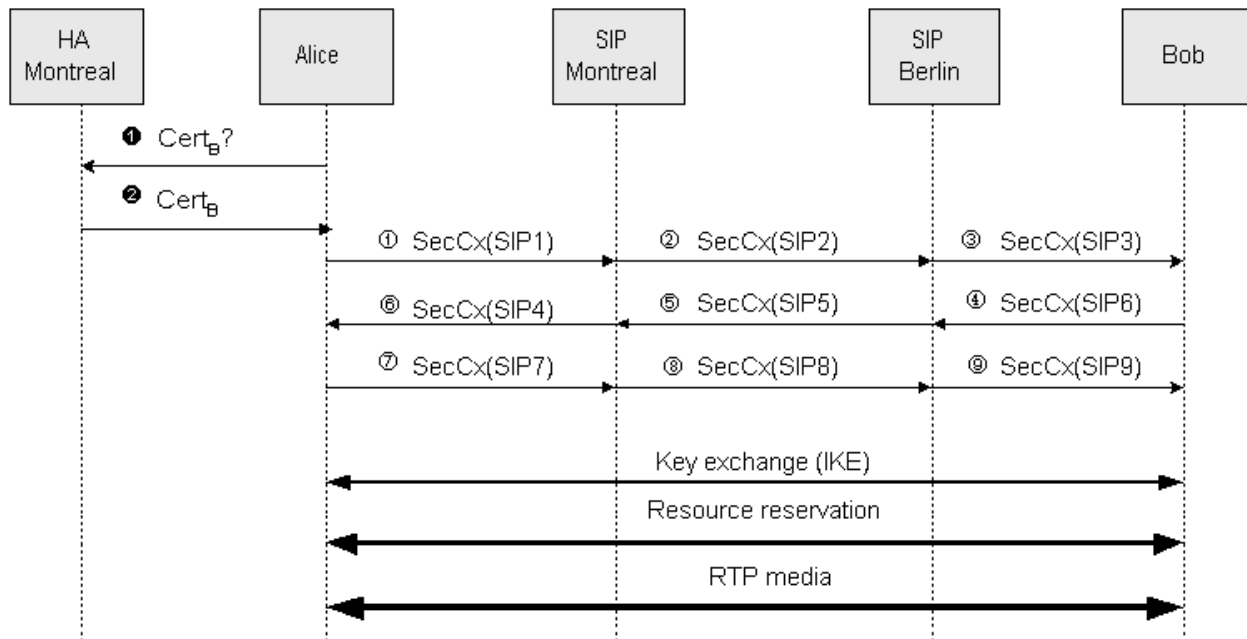 HA
Montreal
Alice
SIP
Montreal
SIP
Berlin
Bob
❶ Cert_B?
❷ Cert_B
① SecCx(SIP1)
② SecCx(SIP2)
③ SecCx(SIP3)
⑥ SecCx(SIP4)
⑤ SecCx(SIP5)
④ SecCx(SIP6)
⑦ SecCx(SIP7)
⑧ SecCx(SIP8)
⑨ SecCx(SIP9)
Key exchange (IKE)
Resource reservation
RTP media